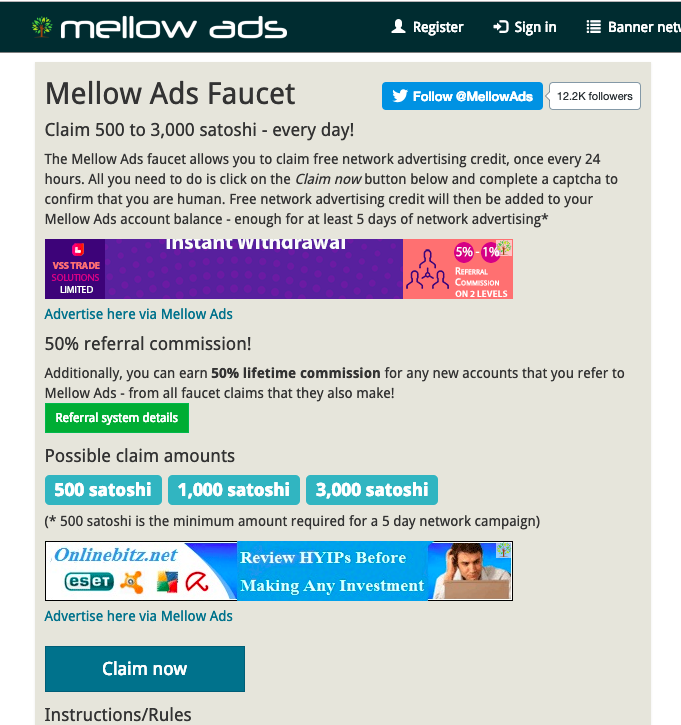 mellow ads
Register
Sign in
Banner
Mellow Ads Faucet
Follow @MellowAds
12.2K followers
Claim 500 to 3,000 satoshi - every day!
The Mellow Ads faucet allows you to claim free network advertising credit, once every 24
hours. All you need to do is click on the Claim now button below and complete a captcha to
confirm that you are human. Free network advertising credit will then be added to your
Mellow Ads account balance - enough for at least 5 days of network advertising*
VSS TRADE
SOLUTIONS
LIMITED
Instant Withdrawal
5% - 1%
REFERRAL
COMMISSION
ON 2 LEVELS
Advertise here via Mellow Ads
50% referral commission!
Additionally, you can earn 50% lifetime commission for any new accounts that you refer to
Mellow Ads - from all faucet claims that they also make!
Referral system details
Possible claim amounts
500 satoshi
1,000 satoshi
3,000 satoshi
(* 500 satoshi is the minimum amount required for a 5 day network campaign)
Onlinebitz.net
eseT
Review HYIPs Before
Making Any Investment
Advertise here via Mellow Ads
Claim now
Instructions/Rules